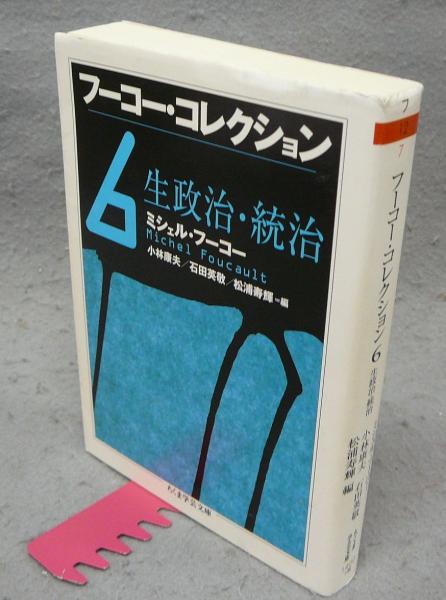 フーコー・コレクション
6
生政治・統治
ミシェル・フーコー
Michel Foucault
小林康夫/石田英敬/松浦寿輝=編
ちくま学芸文庫
フ
12
7
フーコー・コレクション6
生政治・統治
小林康夫 石田英敬
松浦寿輝 編